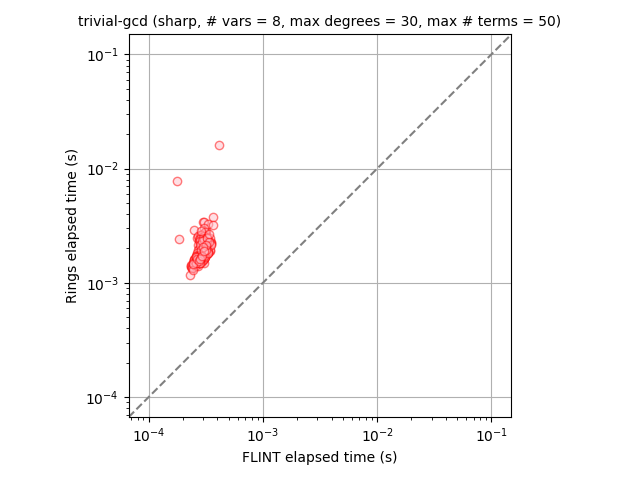 trivial-gcd (sharp, # vars = 8, max degrees = 30, max # terms = 50)
10⁻¹
10⁻²
10⁻³
10⁻⁴
Rings elapsed time (s)
10⁻⁴ 10⁻³ 10⁻² 10⁻¹
FLINT elapsed time (s)